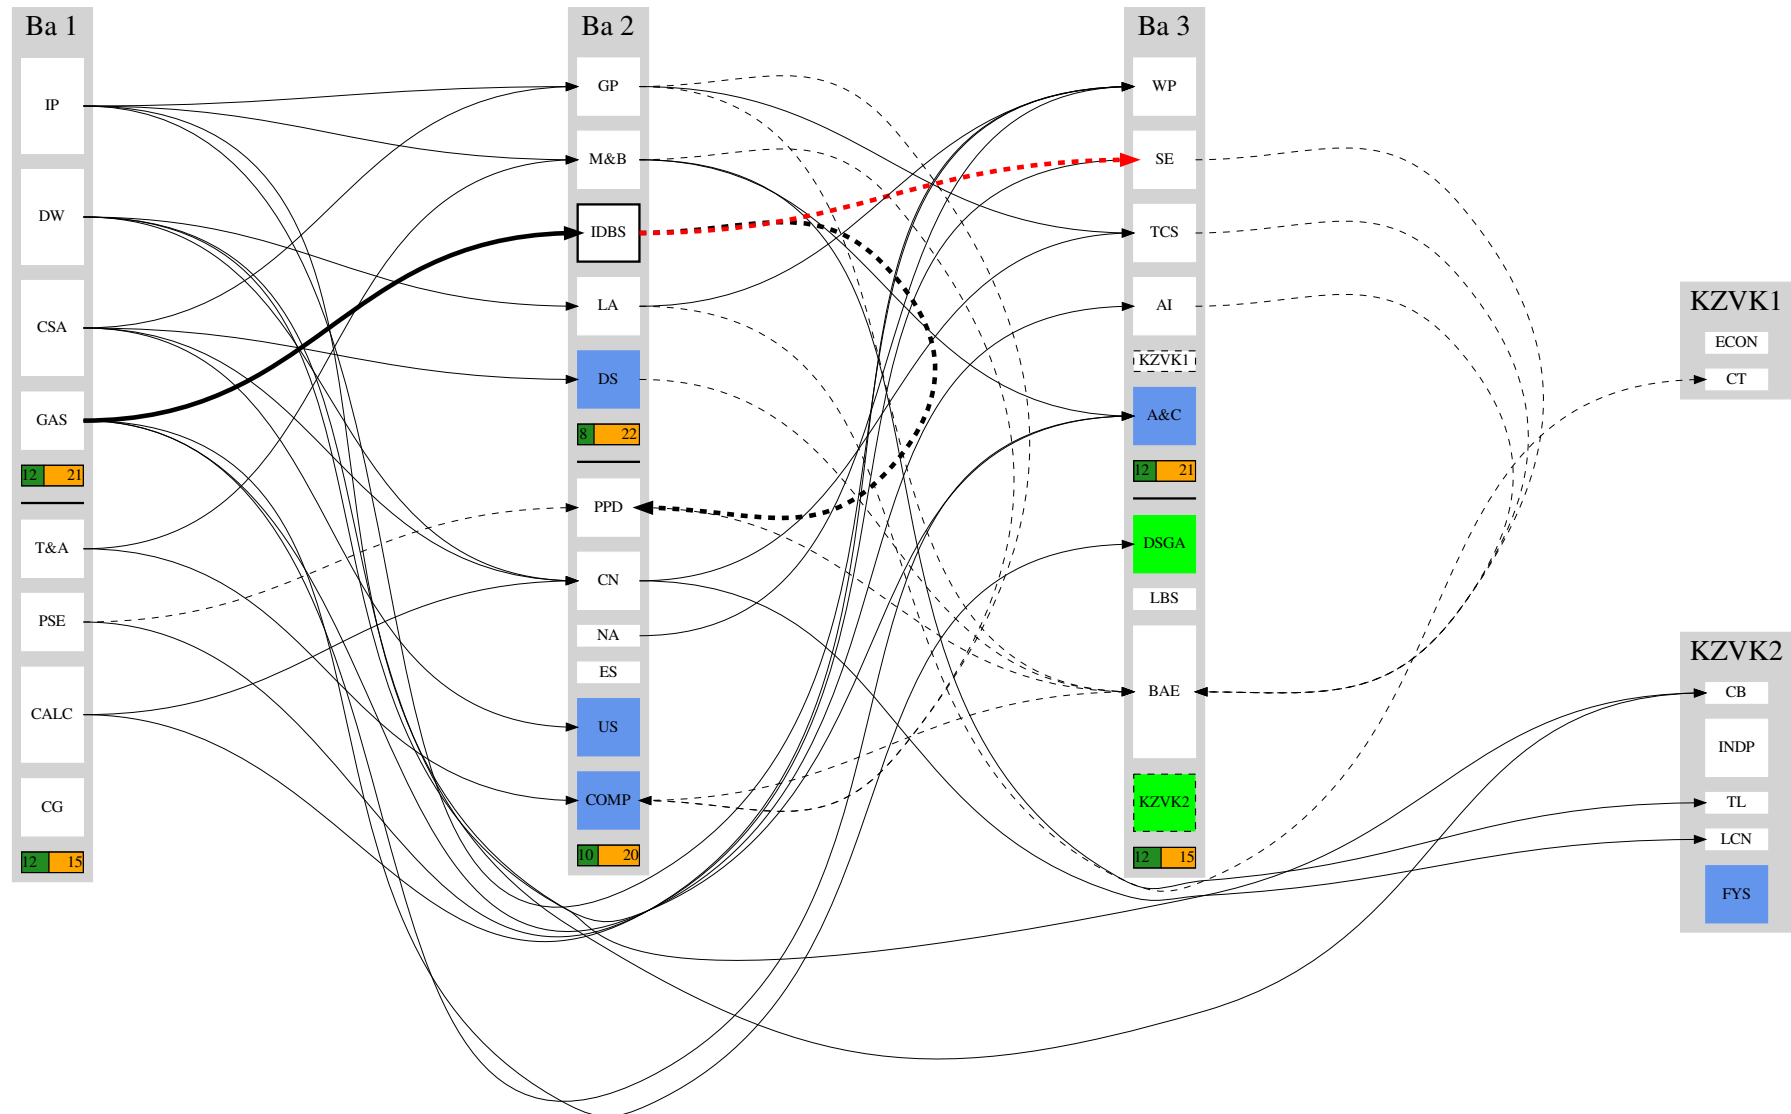 Ba 1
IP
DW
CSA
GAS
12 21
T&A
PSE
CALC
CG
12 15
Ba 2
GP
M&B
IDBS
LA
DS
8 22
PPD
CN
NA
ES
US
COMP
10 20
Ba 3
WP
SE
TCS
AI
KZVK1
A&C
12 21
DSGA
LBS
BAE
KZVK2
12 15
KZVK1
ECON
CT
KZVK2
CB
INDP
TL
LCN
FYS